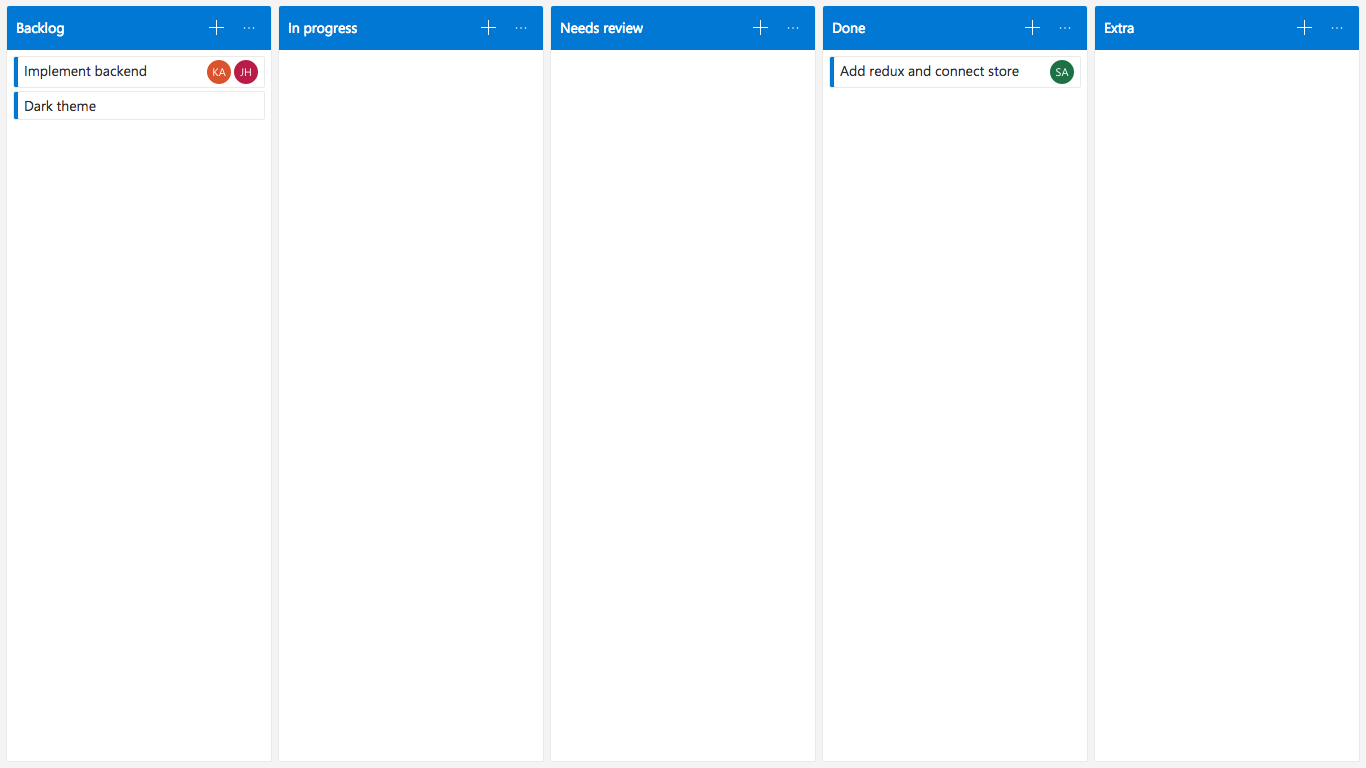 Backlog
Implement backend KA JH
Dark theme
In progress
Needs review
Done
Add redux and connect store SA
Extra